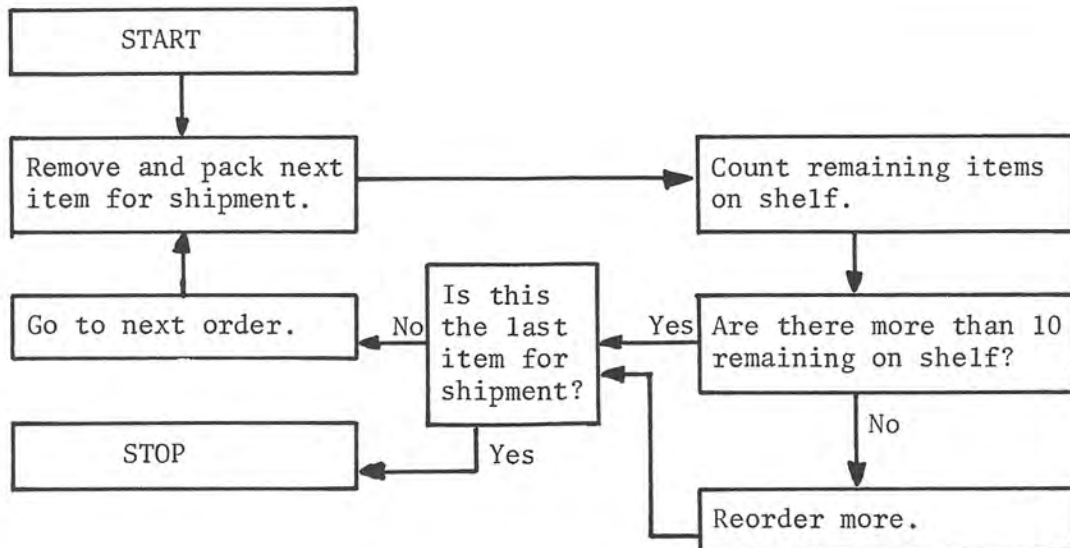 START
Remove and pack next
item for shipment.
Count remaining items
on shelf.
Go to next order.
No
Is this
the last
item for
shipment?
Yes
Are there more than 10
remaining on shelf?
STOP
Yes
No
Reorder more.